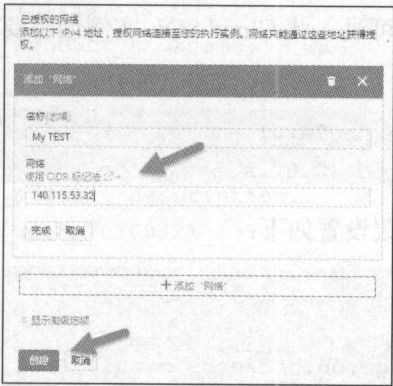 已授权的网络
添加以下 IPv4 地址，授权网络连接至您的执行实例。网络只能通过这些地址获得授
权。
添加 "网络"
名称(选填)
My TEST
网络
使用 CIDR 标记法
140.115.53.32
完成 取消
+ 添加 "网络"
显示高级选项
创建 取消